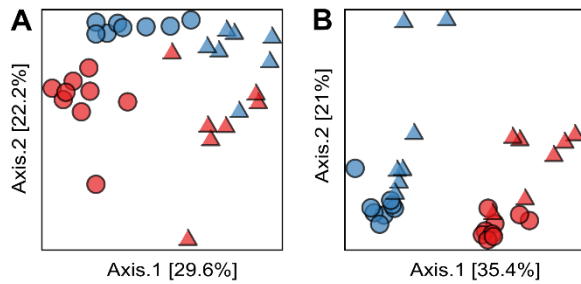 A
Axis.2 [22.2%]
Axis.1 [29.6%]
B
Axis.2 [21%]
Axis.1 [35.4%]